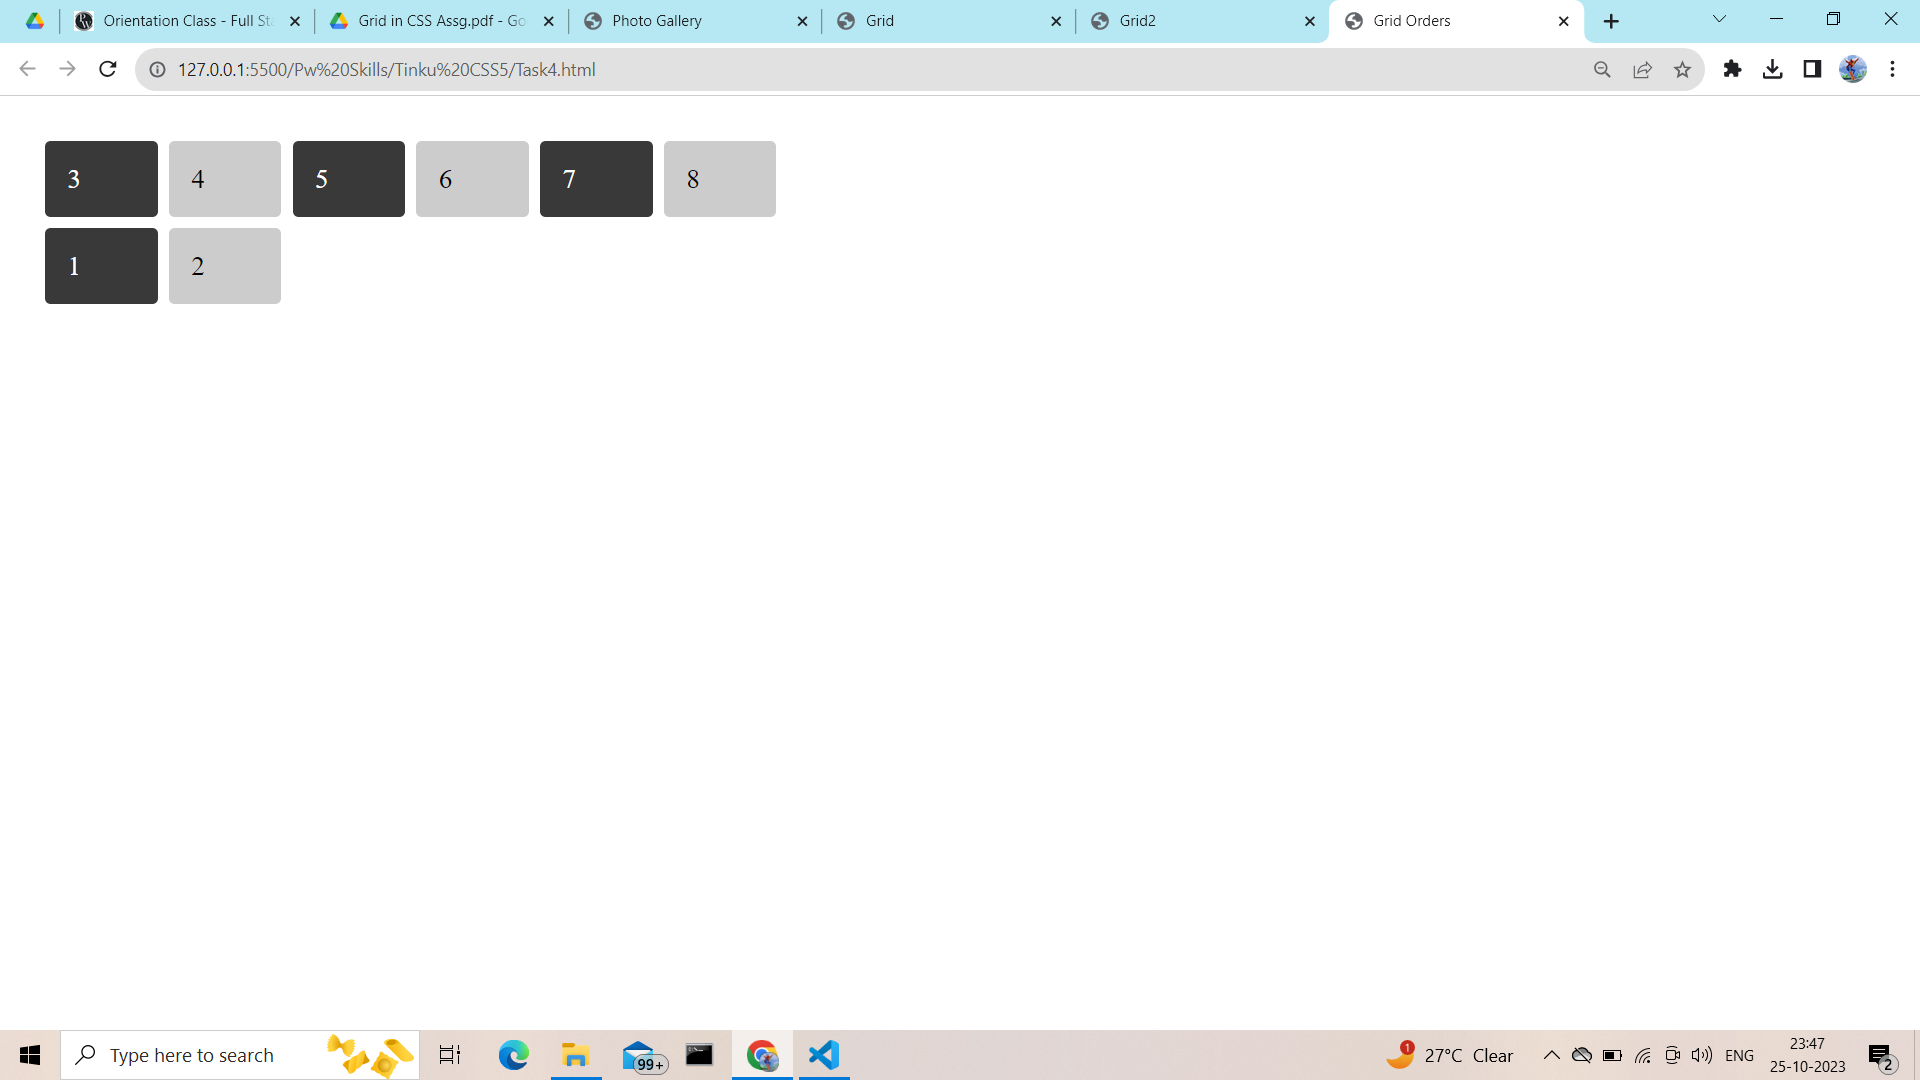 Orientation Class - Full Sta
Grid in CSS Assg.pdf - Go
Photo Gallery
Grid
Grid2
Grid Orders
127.0.0.1:5500/Pw%20Skills/Tinku%20CSS5/Task4.html
3 4 5 6 7 8
1 2
Type here to search
99+
1
27°C Clear
ENG
23:47
25-10-2023
2